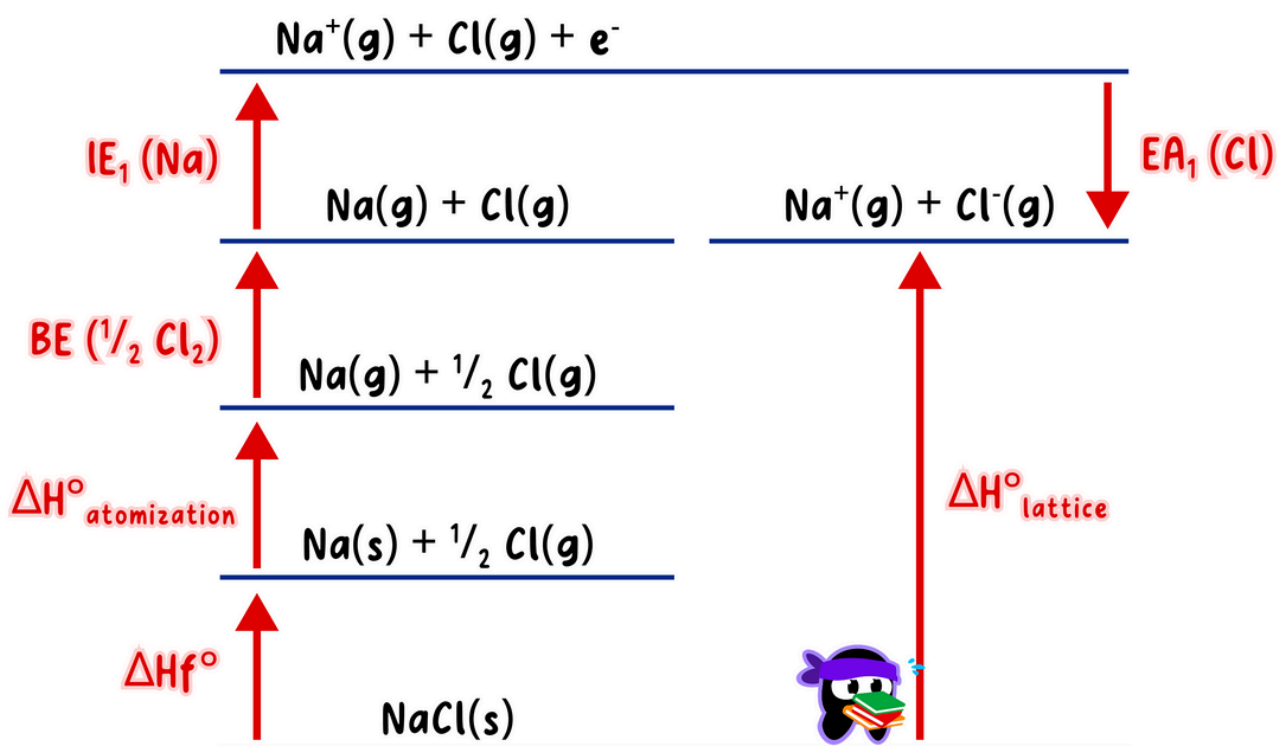 Na⁺(g) + Cl(g) + e⁻
IE₁ (Na)
EA₁ (Cl)
Na(g) + Cl(g)
Na⁺(g) + Cl⁻(g)
BE (¹/₂ Cl₂)
Na(g) + ¹/₂ Cl(g)
ΔH° atomization
ΔH° lattice
Na(s) + ¹/₂ Cl(g)
ΔHf°
NaCl(s)